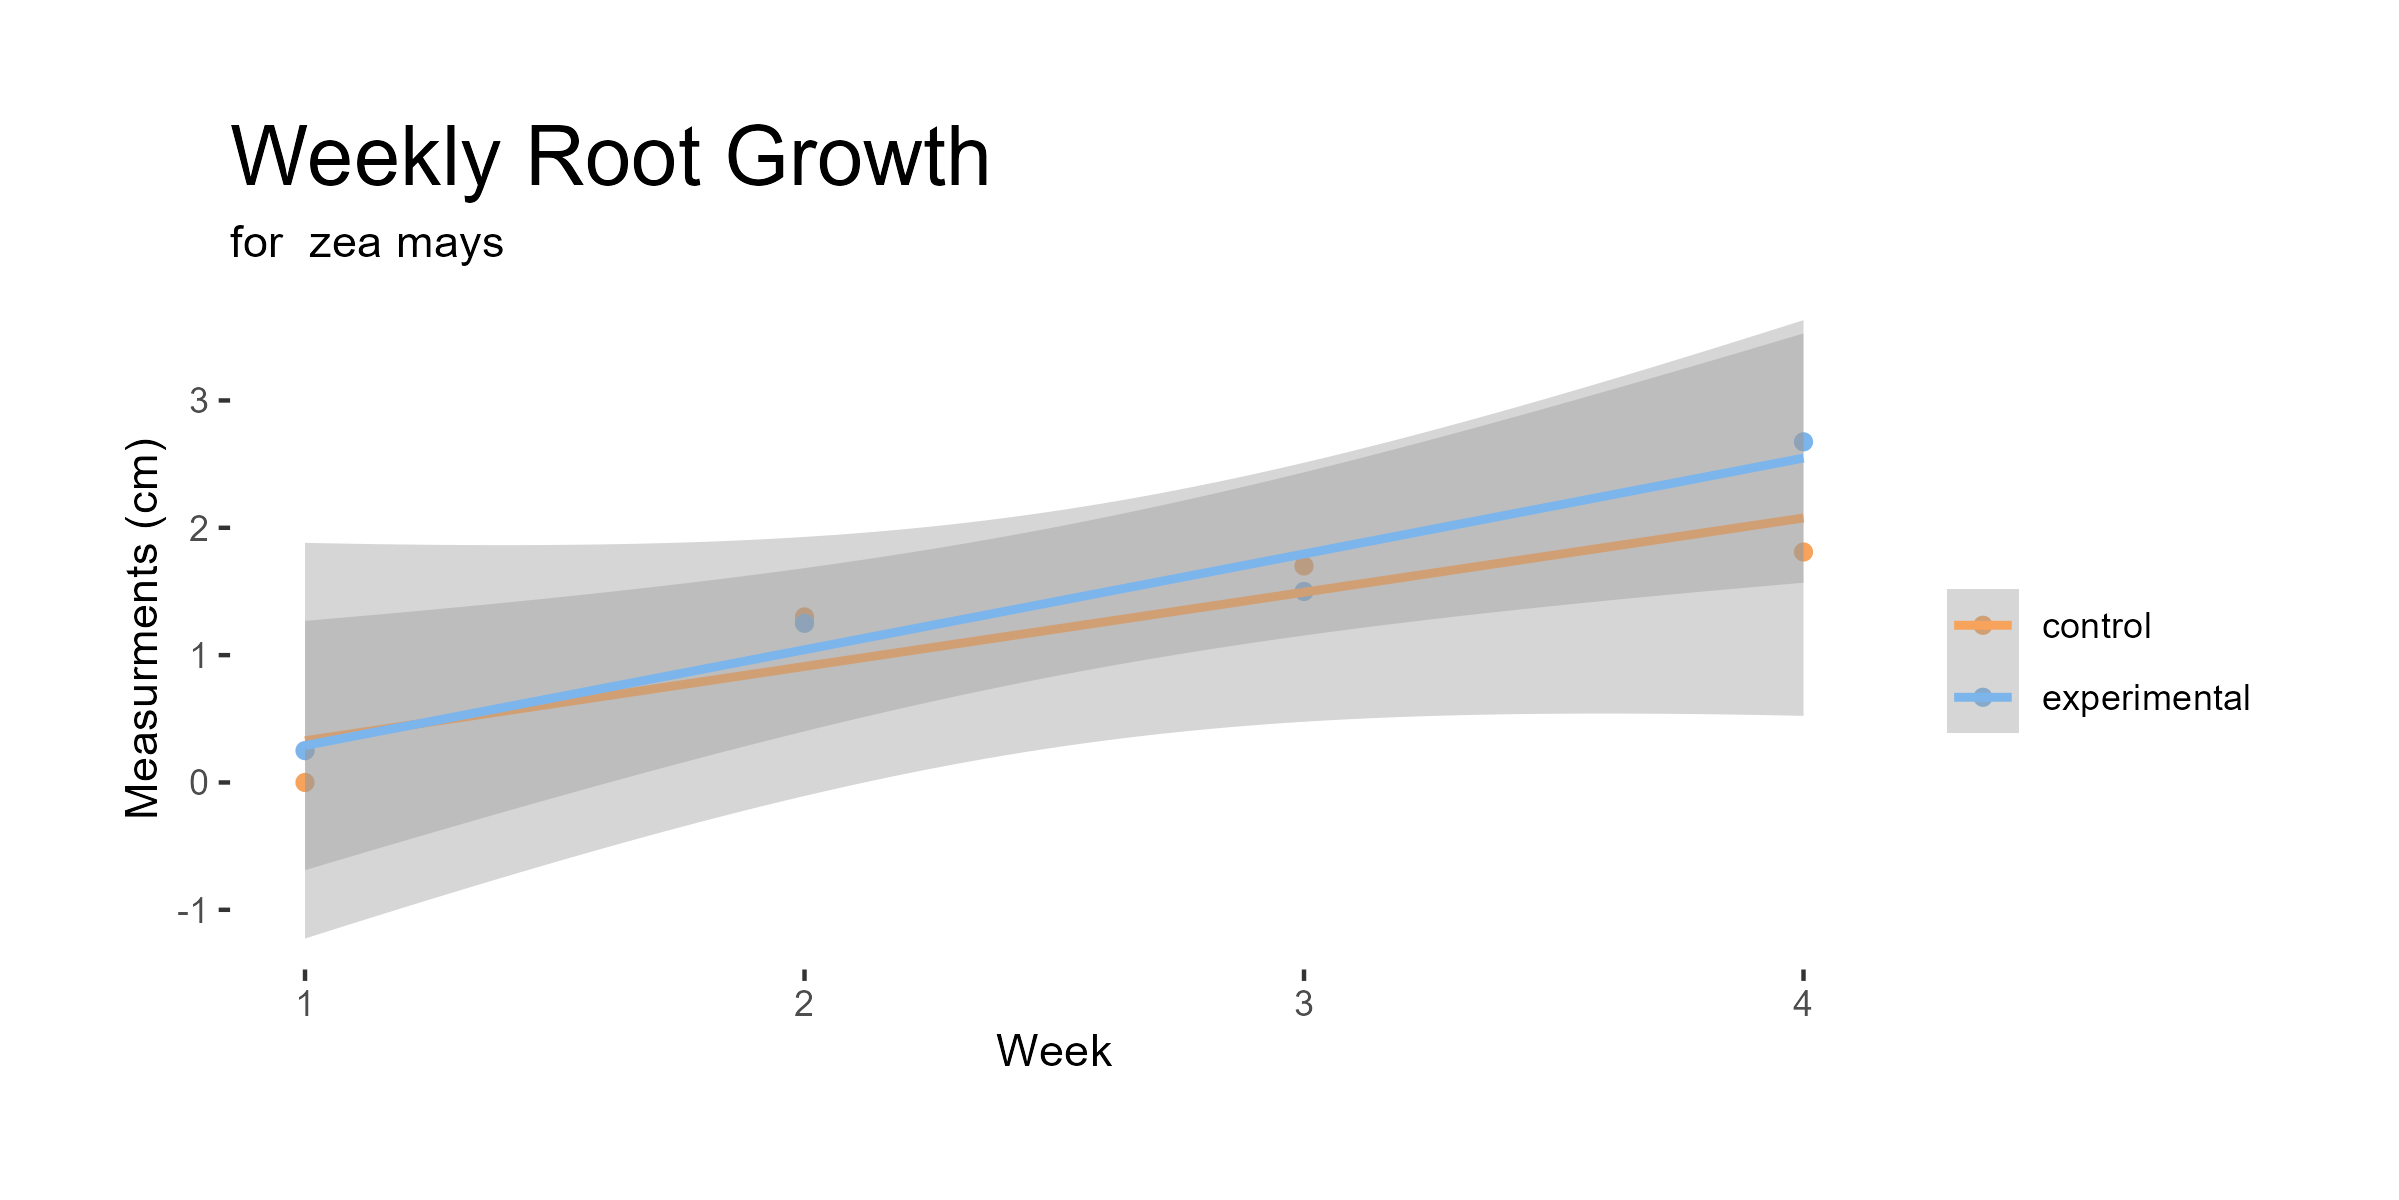 Weekly Root Growth
for  zea mays
Measurments (cm)
3
2
1
0
-1
1 2 3 4
Week
control
experimental